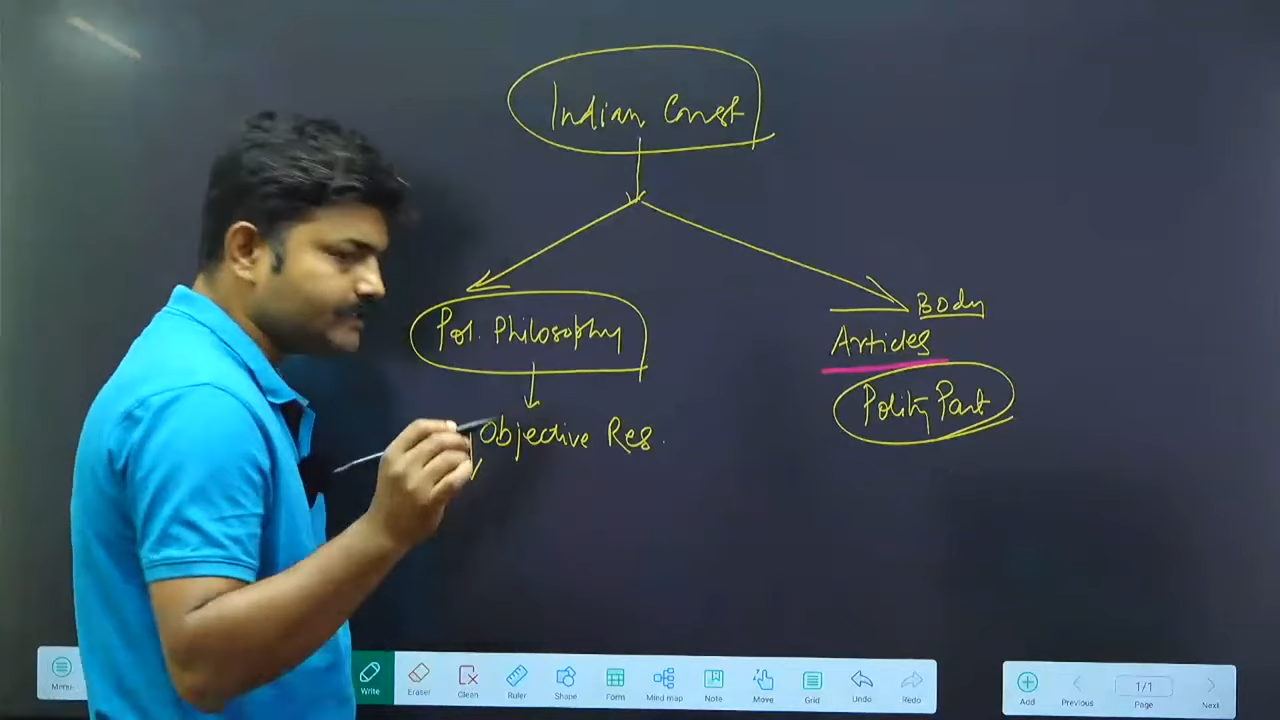 Indian Const
Pol. Philosophy
Body
Articles
Polity Part
Objective Res.
Menu
Write
Eraser
Clean
Ruler
Shape
Form
Mind map
Note
Move
Grid
Undo
Redo
Add
Previous
1/1
Page
Next